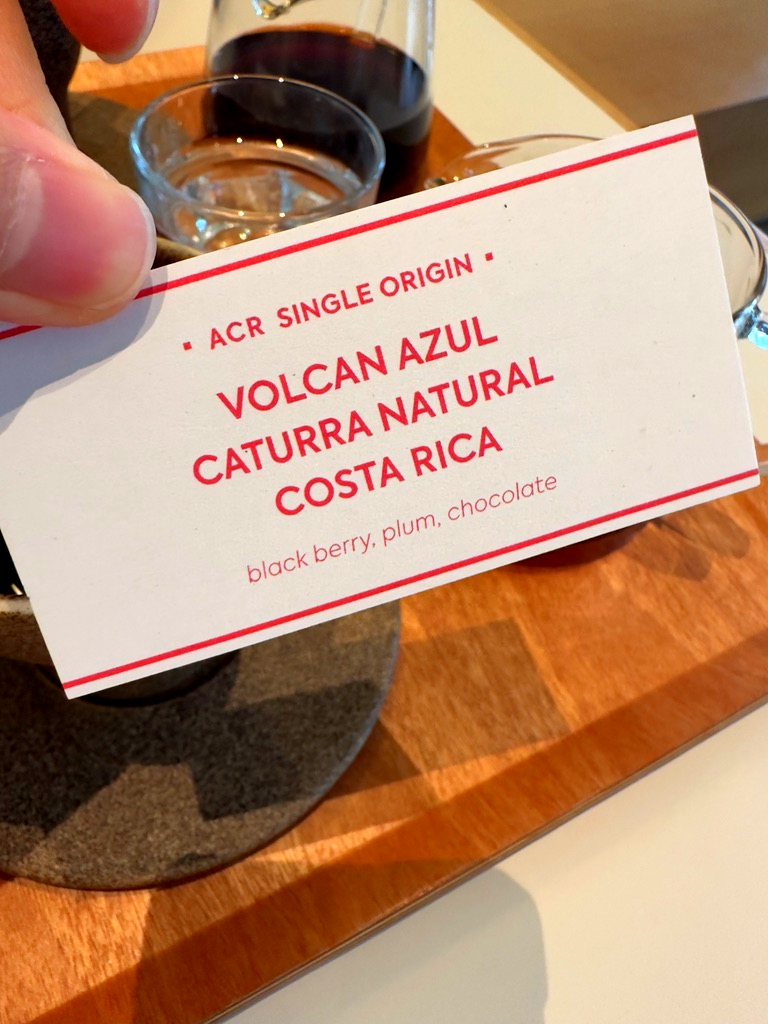 ▪ ACR SINGLE ORIGIN ▪
VOLCAN AZUL
CATURRA NATURAL
COSTA RICA
black berry, plum, chocolate